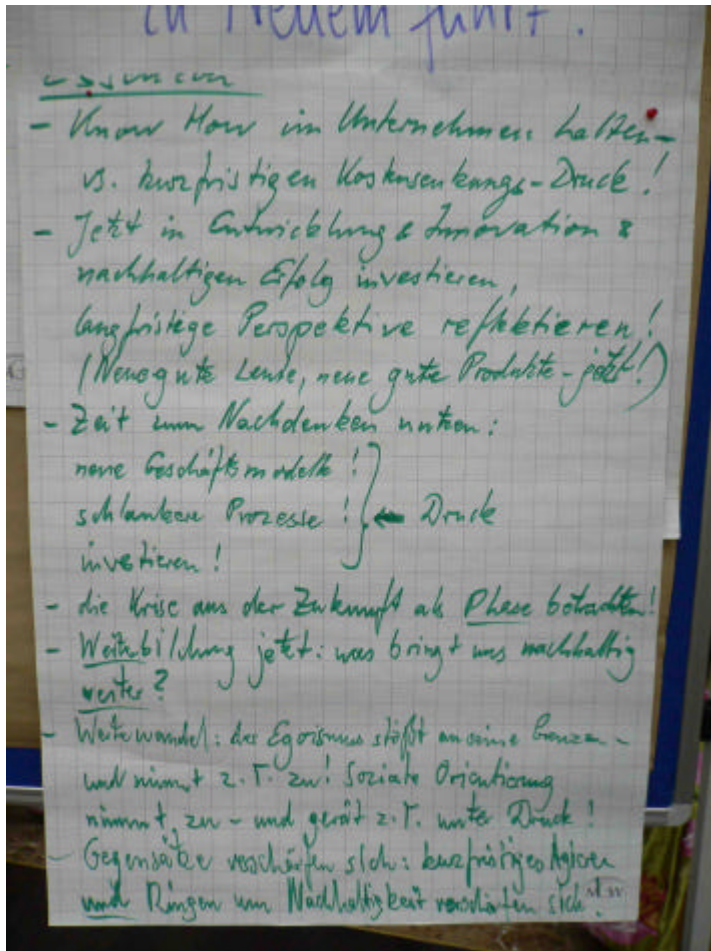 zu Neuem führt.
- Know How im Unternehmen halten -
vs. kurzfristigen Kostensenkungs-Druck!
- Jetzt in Entwicklung & Innovation &
nachhaltigen Erfolg investieren,
langfristige Perspektive reflektieren!
(Neue gute Leute, neue gute Produkte - jetzt!)
- Zeit zum Nachdenken nutzen:
neue Geschäftsmodelle!
schlankere Prozesse! ← Druck
investieren!
- die Krise aus der Zukunft als Phase betrachten!
- Weiterbildung jetzt: was bringt uns nachhaltig
weiter?
- Wertewandel: der Egoismus stößt an seine Grenzen -
und nimmt z.T. zu! Soziale Orientierung
nimmt zu - und gerät z.T. unter Druck!
- Gegensätze verschärfen sich: kurzfristiges Agieren
und Ringen um Nachhaltigkeit verschärfen sich!